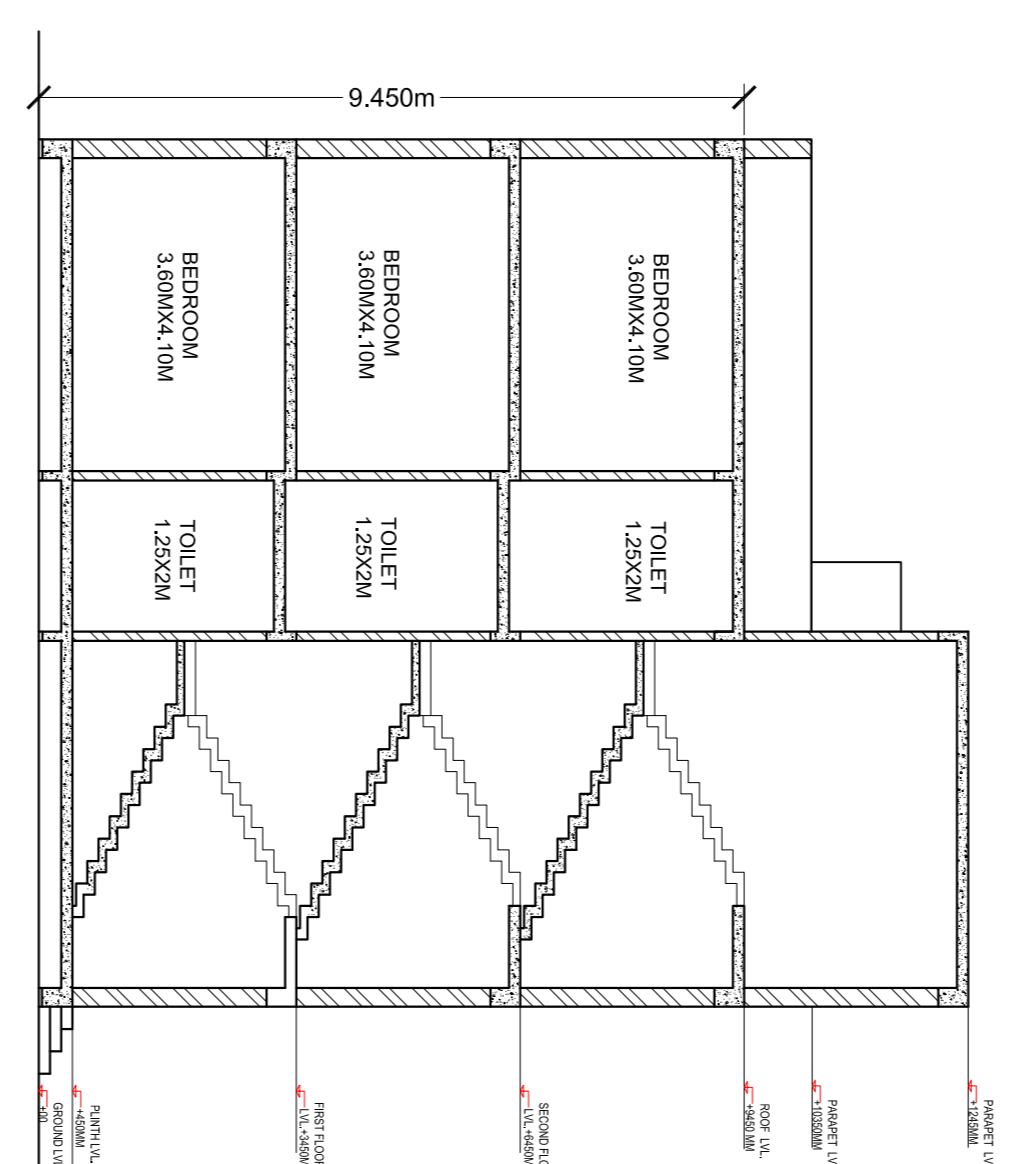 9.450m
BEDROOM
3.60MX4.10M
BEDROOM
3.60MX4.10M
BEDROOM
3.60MX4.10M
TOILET
1.25X2M
TOILET
1.25X2M
TOILET
1.25X2M
GROUND LVL
+00
PLINTH LVL.
+450MM
FIRST FLOOR
LVL.+3450M
SECOND FLO
LVL.+6450M
ROOF LVL.
+9450 MM
PARAPET LV
+10350MM
PARAPET LV
+1245MM.